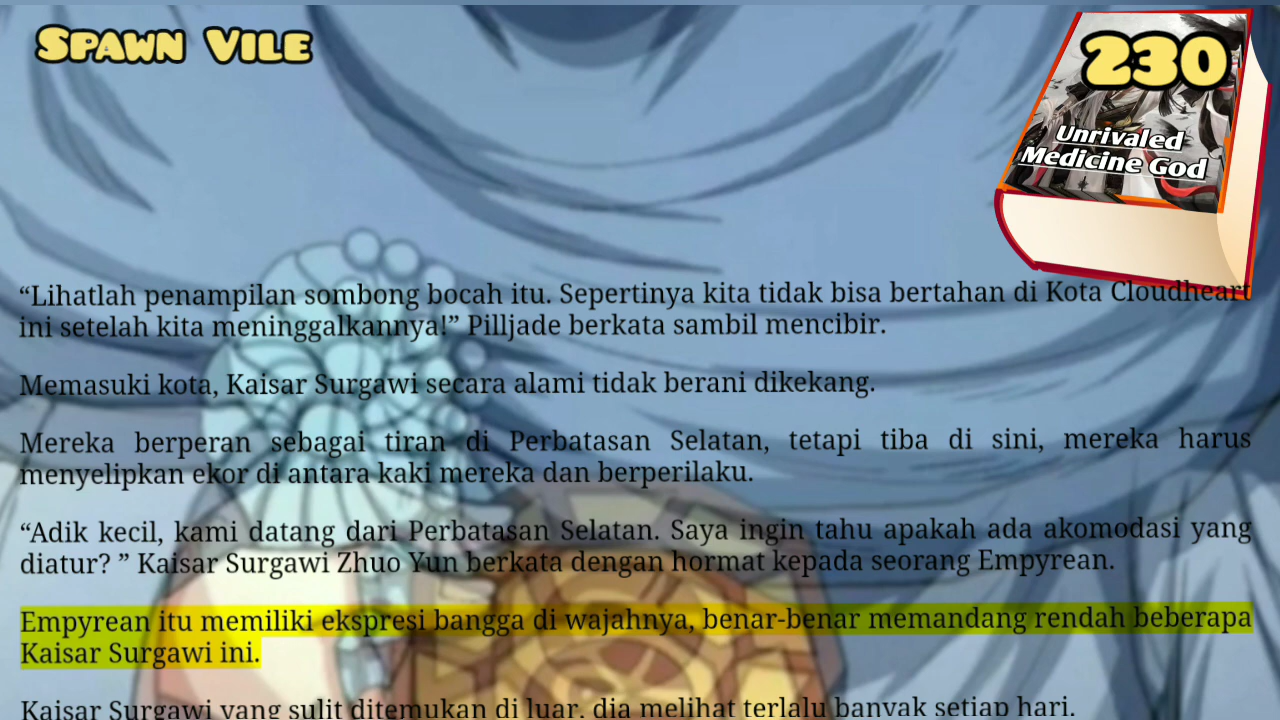 Spawn Vile
230
Unrivaled
Medicine God
“Lihatlah penampilan sombong bocah itu. Sepertinya kita tidak bisa bertahan di Kota Cloudheart
ini setelah kita meninggalkannya!” Pilljade berkata sambil mencibir.
Memasuki kota, Kaisar Surgawi secara alami tidak berani dikekang.
Mereka berperan sebagai tiran di Perbatasan Selatan, tetapi tiba di sini, mereka harus
menyelipkan ekor di antara kaki mereka dan berperilaku.
“Adik kecil, kami datang dari Perbatasan Selatan. Saya ingin tahu apakah ada akomodasi yang
diatur? ” Kaisar Surgawi Zhuo Yun berkata dengan hormat kepada seorang Empyrean.
Empyrean itu memiliki ekspresi bangga di wajahnya, benar-benar memandang rendah beberapa
Kaisar Surgawi ini.
Kaisar Surgawi yang sulit ditemukan di luar, dia melihat terlalu banyak setiap hari.